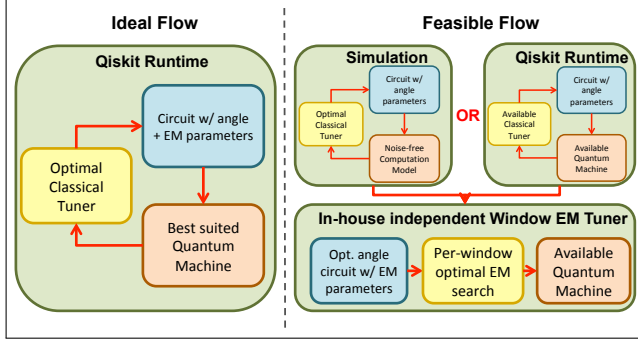 Ideal Flow
Qiskit Runtime
Circuit w/ angle
+ EM parameters
Optimal
Classical
Tuner
Best suited
Quantum
Machine
Feasible Flow
Simulation
Circuit w/
angle
parameters
Optimal
Classical
Tuner
Noise-free
Computation
Model
OR
Qiskit Runtime
Circuit w/
angle
parameters
Available
Classical
Tuner
Available
Quantum
Machine
In-house independent Window EM Tuner
Opt. angle
circuit w/ EM
parameters
Per-window
optimal EM
search
Available
Quantum
Machine